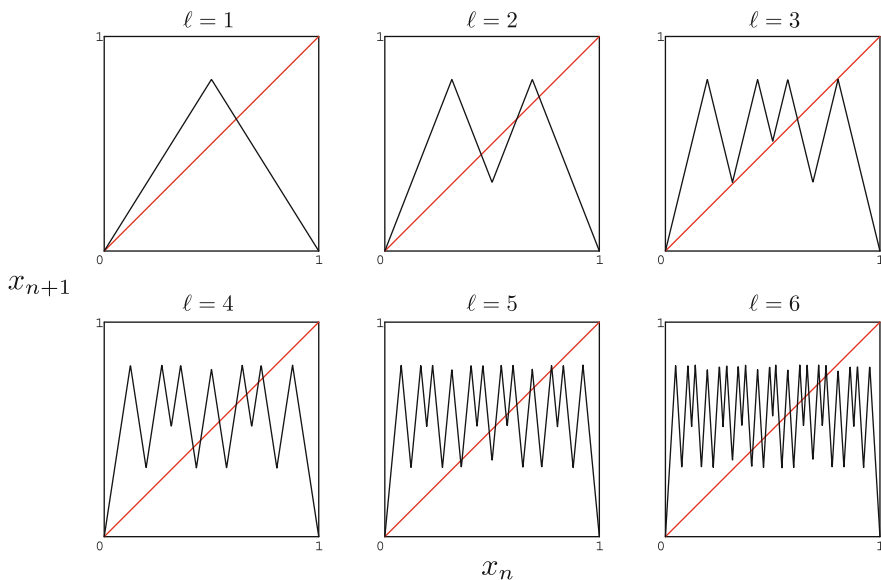 ℓ = 1 ℓ = 2 ℓ = 3
1 1 1
0 1 0 1 0 1
x_{n+1}
ℓ = 4 ℓ = 5 ℓ = 6
1 1 1
0 1 0 1 0 1
x_n